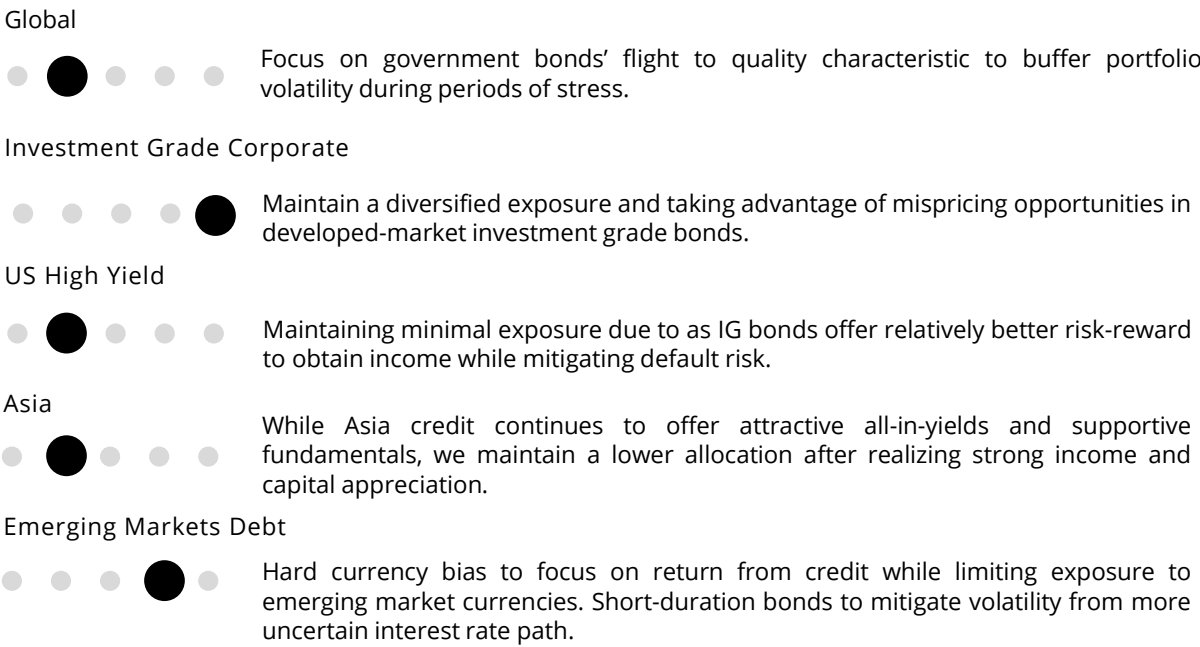 Global
Focus on government bonds’ flight to quality characteristic to buffer portfolio
volatility during periods of stress.
Investment Grade Corporate
Maintain a diversified exposure and taking advantage of mispricing opportunities in
developed-market investment grade bonds.
US High Yield
Maintaining minimal exposure due to as IG bonds offer relatively better risk-reward
to obtain income while mitigating default risk.
Asia
While Asia credit continues to offer attractive all-in-yields and supportive
fundamentals, we maintain a lower allocation after realizing strong income and
capital appreciation.
Emerging Markets Debt
Hard currency bias to focus on return from credit while limiting exposure to
emerging market currencies. Short-duration bonds to mitigate volatility from more
uncertain interest rate path.